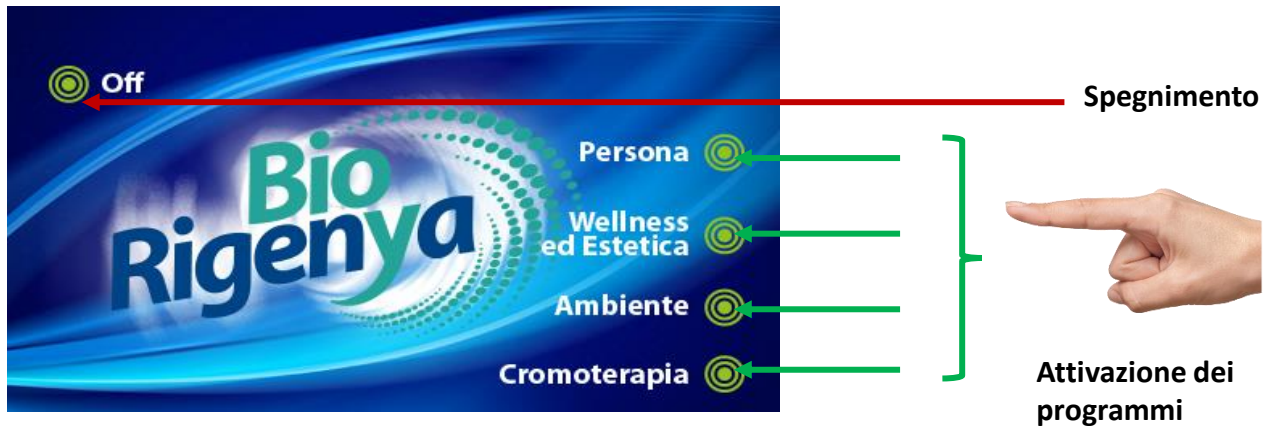 Off
Spegnimento
Persona
Bio
Rigenya
Wellness
ed Estetica
Ambiente
Cromoterapia
Attivazione dei
programmi